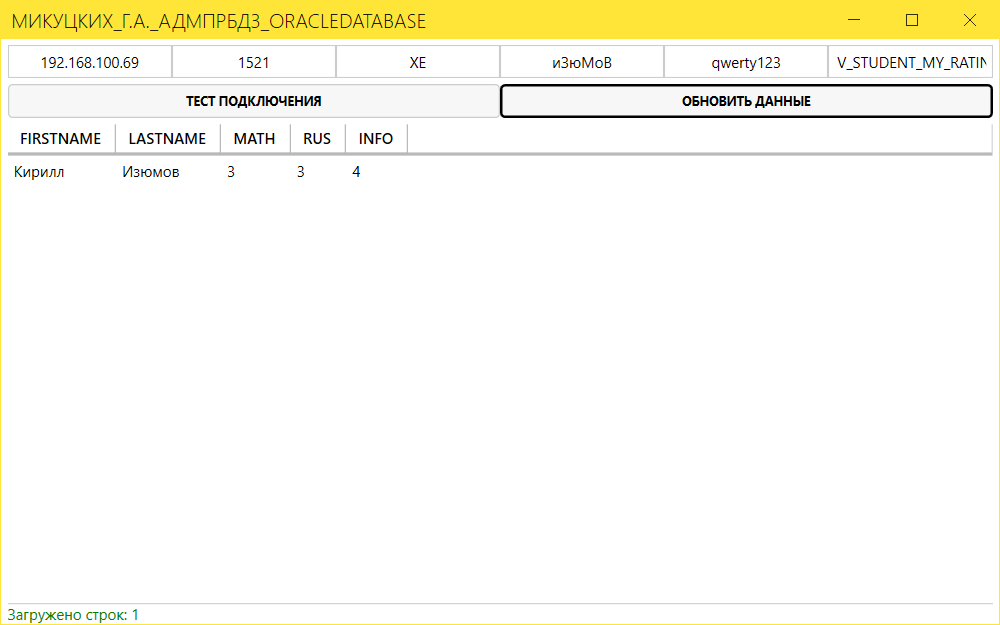 МИКУЦКИХ_Г.А._АДМПРБД3_ORACLEDATABASE
192.168.100.69 1521 XE иЗюМоВ qwerty123 V_STUDENT_MY_RATIN
ТЕСТ ПОДКЛЮЧЕНИЯ ОБНОВИТЬ ДАННЫЕ
FIRSTNAME LASTNAME MATH RUS INFO
Кирилл Изюмов 3 3 4
Загружено строк: 1